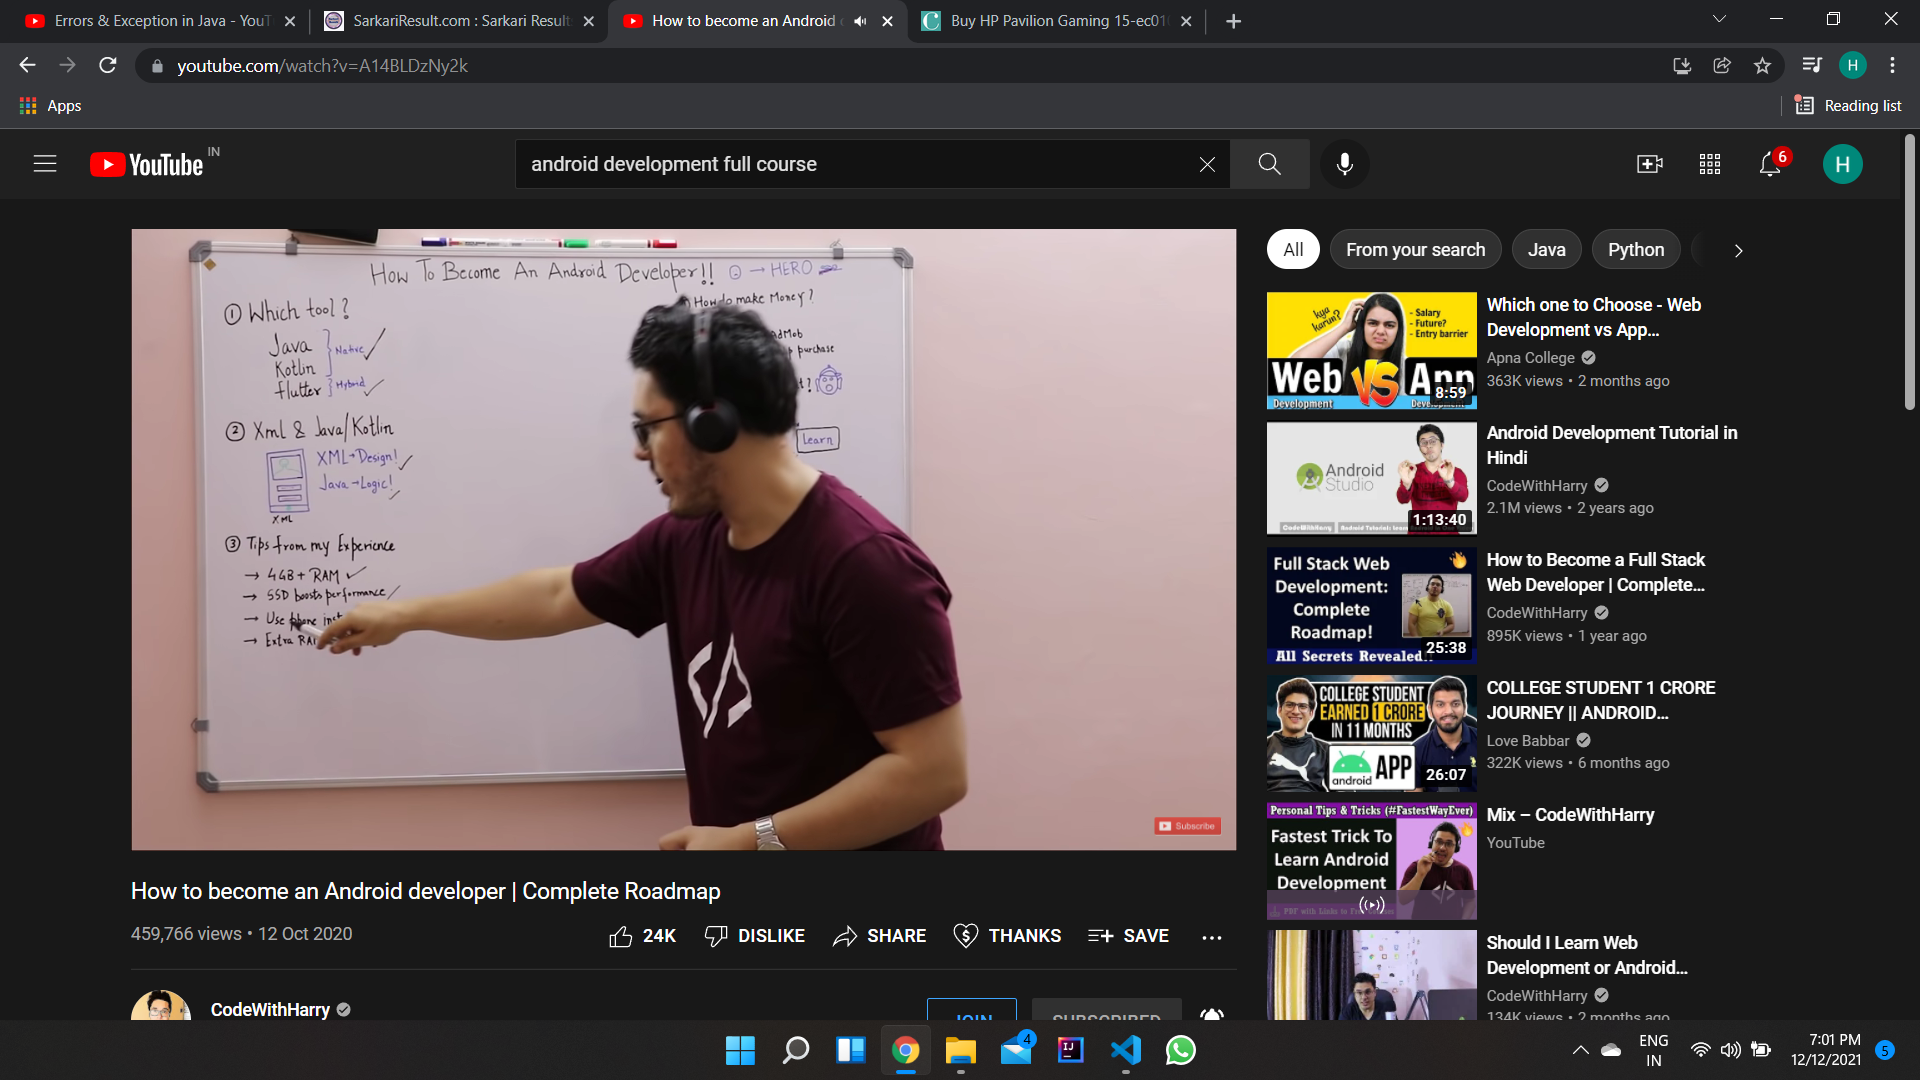 Errors & Exception in Java - YouT
SarkariResult.com : Sarkari Result
How to become an Android
Buy HP Pavilion Gaming 15-ec01
youtube.com/watch?v=A14BLDzNy2k
H
Apps
Reading list
YouTube IN
android development full course
6
H
How To Become An Android Developer!! 0 → HERO
① Which tool?
Java
Kotlin
Native
flutter
Hybrid
② Xml & Java/Kotlin
XML→Design!
Java→Logic!
XML
③ Tips from my Experience
→ 4GB+ RAM
→ SSD boosts performance
→ Use phone
→ Extra
How to make Money?
AdMob
purchase
Learn
Subscribe
All
From your search
Java
Python
kya karun?
- Salary
- Future?
- Entry barrier
Web VS App
Development
8:59
Which one to Choose - Web
Development vs App...
Apna College
363K views • 2 months ago
Android
Studio
CodeWithHarry
1:13:40
Android Development Tutorial in
Hindi
CodeWithHarry
2.1M views • 2 years ago
Full Stack Web
Development:
Complete
Roadmap!
All Secrets Revealed!!
25:38
How to Become a Full Stack
Web Developer | Complete...
CodeWithHarry
895K views • 1 year ago
COLLEGE STUDENT
EARNED 1 CRORE
IN 11 MONTHS
android APP
26:07
COLLEGE STUDENT 1 CRORE
JOURNEY || ANDROID...
Love Babbar
322K views • 6 months ago
Personal Tips & Tricks (#FastestWayEver)
Fastest Trick To
Learn Android
Development
Mix – CodeWithHarry
YouTube
Should I Learn Web
Development or Android...
CodeWithHarry
134K views • 2 months ago
How to become an Android developer | Complete Roadmap
459,766 views • 12 Oct 2020
24K
DISLIKE
SHARE
THANKS
SAVE
CodeWithHarry
JOIN
SUBSCRIBED
4
IJ
ENG
IN
7:01 PM
12/12/2021
5